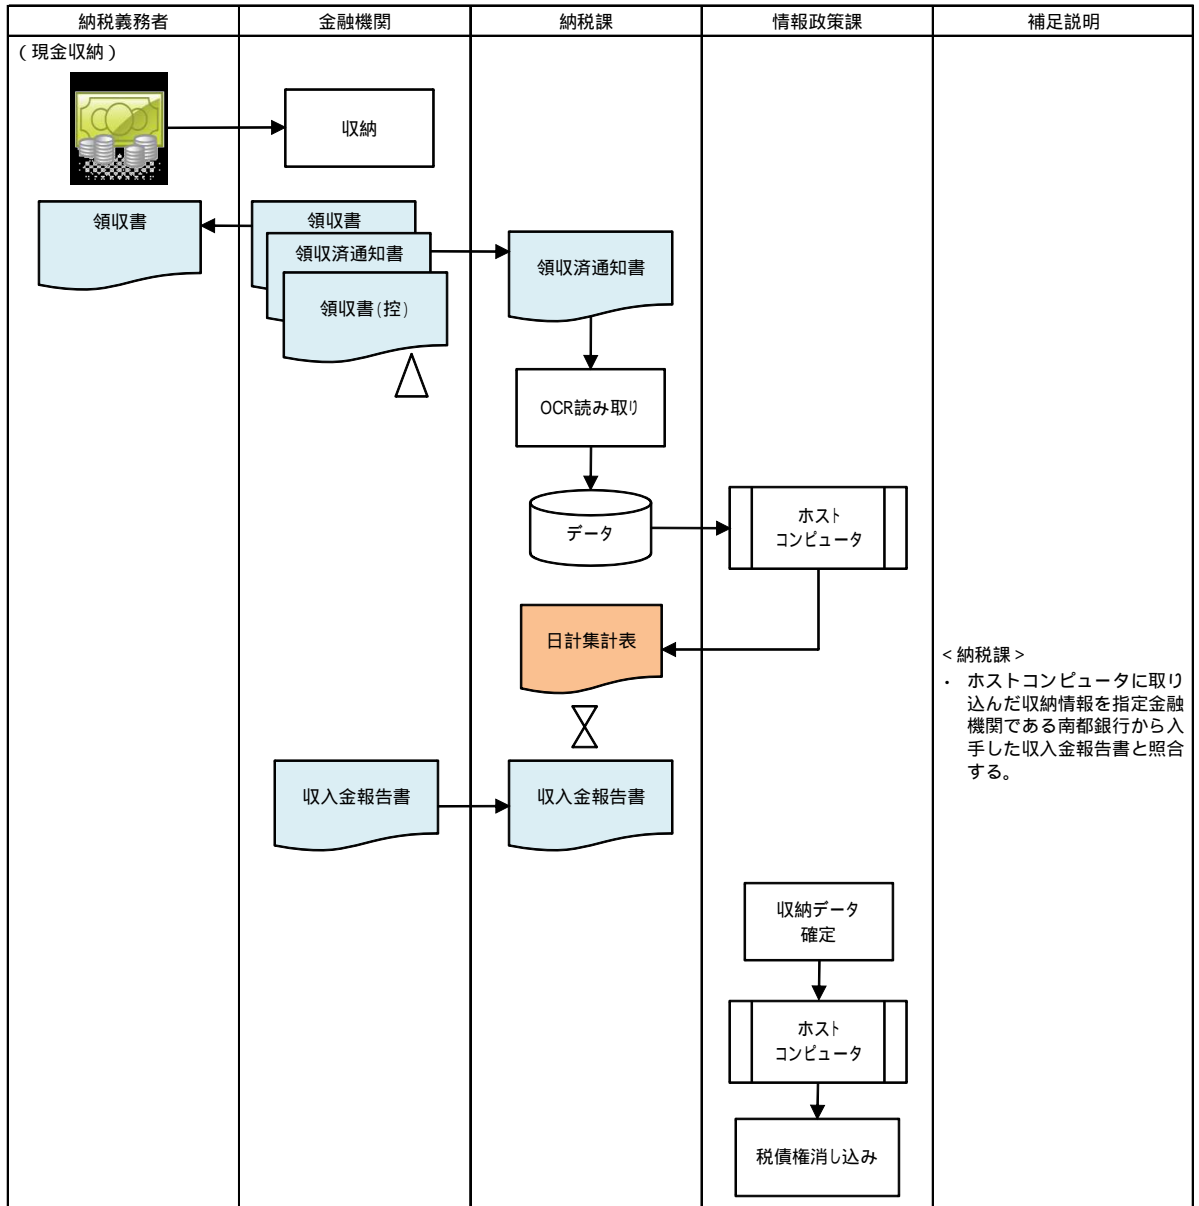 納税義務者
金融機関
納税課
情報政策課
補足説明
(現金収納)
収納
領収書
領収書
領収済通知書
領収書(控)
領収済通知書
OCR読み取り
データ
ホスト
コンピュータ
日計集計表
<納税課>
・ ホストコンピュータに取り
込んだ収納情報を指定金融
機関である南都銀行から入
手した収入金報告書と照合
する。
収入金報告書
収入金報告書
収納データ
確定
ホスト
コンピュータ
税債権消し込み